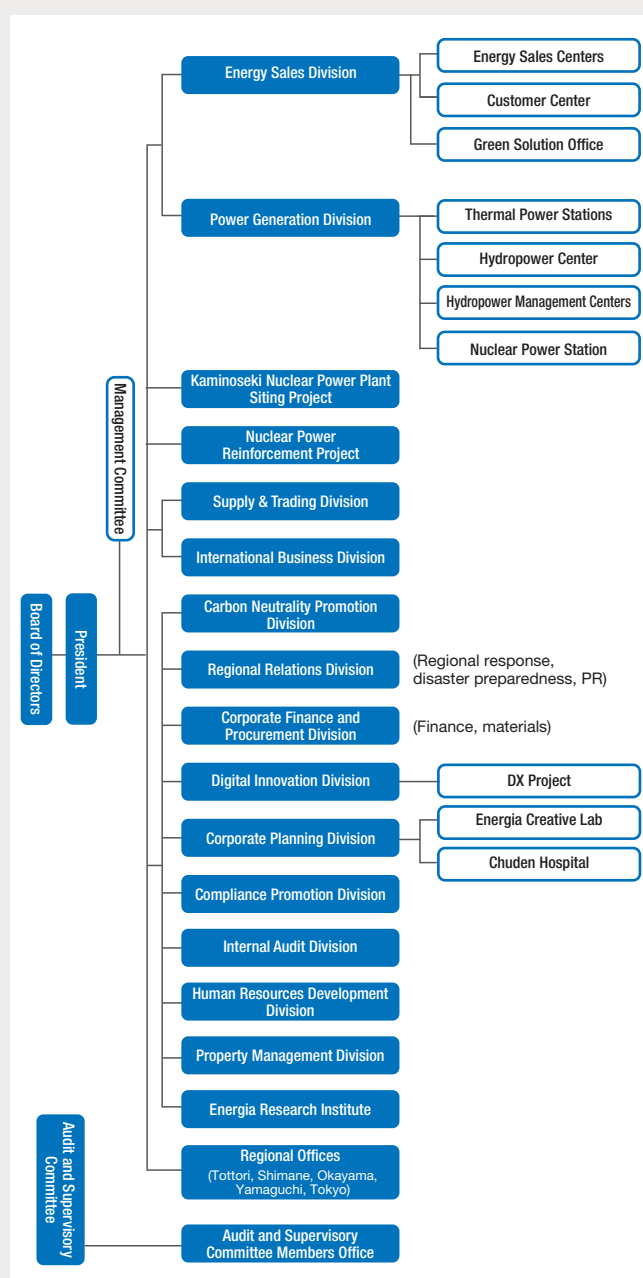 Energy Sales Division
Energy Sales Centers
Customer Center
Green Solution Office
Power Generation Division
Thermal Power Stations
Hydropower Center
Hydropower Management Centers
Nuclear Power Station
Management Committee
Kaminoseki Nuclear Power Plant
Siting Project
Nuclear Power
Reinforcement Project
Supply & Trading Division
International Business Division
Board of Directors
President
Carbon Neutrality Promotion
Division
Regional Relations Division
(Regional response,
disaster preparedness, PR)
Corporate Finance and
Procurement Division
(Finance, materials)
Digital Innovation Division
DX Project
Corporate Planning Division
Energia Creative Lab
Chuden Hospital
Compliance Promotion Division
Internal Audit Division
Human Resources Development
Division
Property Management Division
Energia Research Institute
Regional Offices
(Tottori, Shimane, Okayama,
Yamaguchi, Tokyo)
Audit and Supervisory
Committee
Audit and Supervisory
Committee Members Office